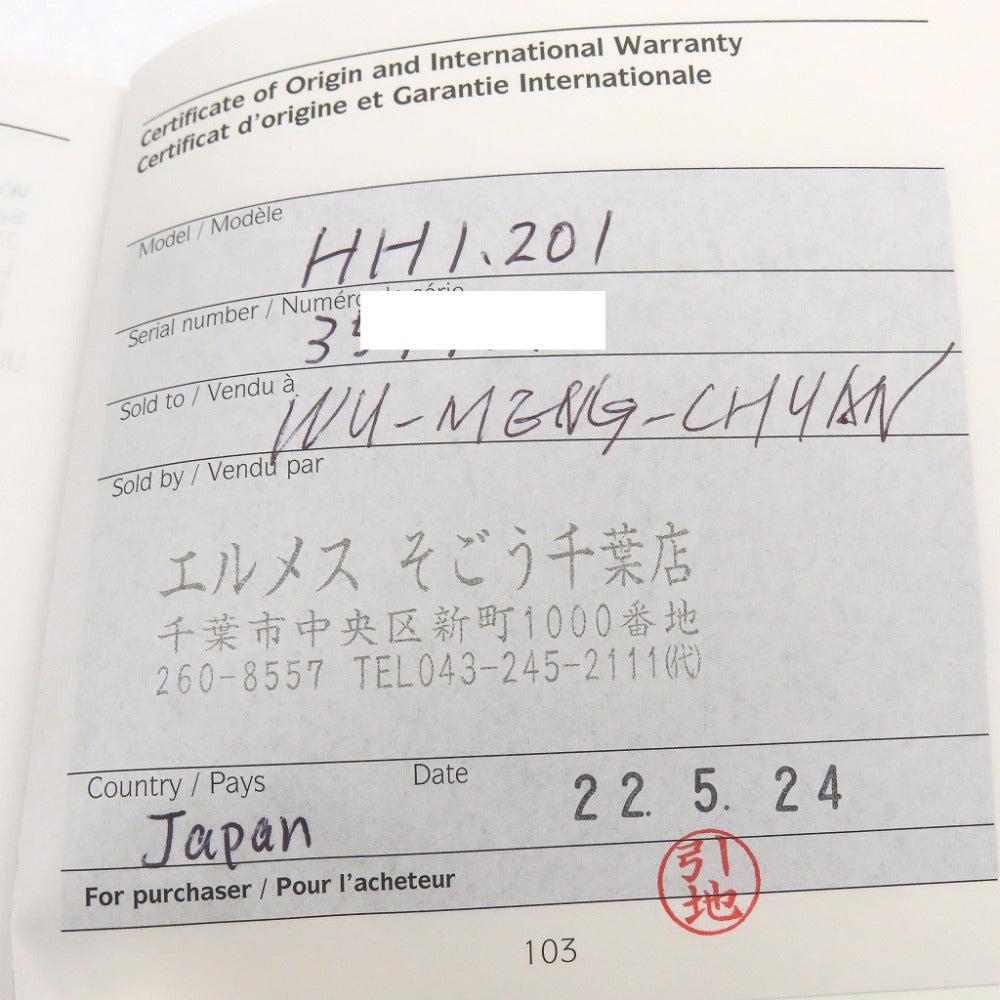 Certificate of Origin and International Warranty
Certificat d'origine et Garantie Internationale
Model / Modèle
HH1.201
Serial number / Numéro de série
35
Sold to / Vendu à
WU-MENG-CHYAN
Sold by / Vendu par
エルメス そごう千葉店
千葉市中央区新町1000番地
260-8557 TEL043-245-2111㈹
Country / Pays
Date
Japan
22. 5. 24
For purchaser / Pour l'acheteur
引地
103